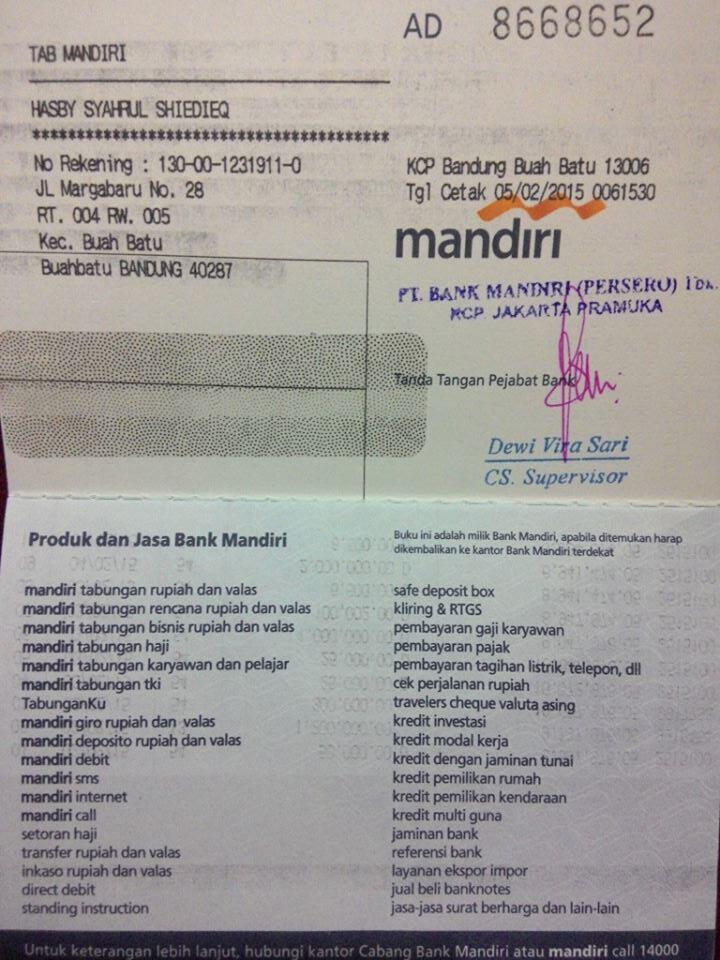 AD 8668652
TAB MANDIRI
HASBY SYAHRUL SHIEDIEQ
****************************************
No Rekening : 130-00-1231911-0
JL Margabaru No. 28
RT. 004 RW. 005
Kec. Buah Batu
Buahbatu BANDUNG 40287
KCP Bandung Buah Batu 13006
Tgl Cetak 05/02/2015 0061530
mandiri
PT. BANK MANDIRI (PERSERO) Tbk.
KCP JAKARTA PRAMUKA
Tanda Tangan Pejabat Bank
Dewi Vira Sari
CS. Supervisor
Produk dan Jasa Bank Mandiri
mandiri tabungan rupiah dan valas
mandiri tabungan rencana rupiah dan valas
mandiri tabungan bisnis rupiah dan valas
mandiri tabungan haji
mandiri tabungan karyawan dan pelajar
mandiri tabungan tki
TabunganKu
mandiri giro rupiah dan valas
mandiri deposito rupiah dan valas
mandiri debit
mandiri sms
mandiri internet
mandiri call
setoran haji
transfer rupiah dan valas
inkaso rupiah dan valas
direct debit
standing instruction
Buku ini adalah milik Bank Mandiri, apabila ditemukan harap
dikembalikan ke kantor Bank Mandiri terdekat
safe deposit box
kliring & RTGS
pembayaran gaji karyawan
pembayaran pajak
pembayaran tagihan listrik, telepon, dll
cek perjalanan rupiah
travelers cheque valuta asing
kredit investasi
kredit modal kerja
kredit dengan jaminan tunai
kredit pemilikan rumah
kredit pemilikan kendaraan
kredit multi guna
jaminan bank
referensi bank
layanan ekspor impor
jual beli banknotes
jasa-jasa surat berharga dan lain-lain
Untuk keterangan lebih lanjut, hubungi kantor Cabang Bank Mandiri atau mandiri call 14000